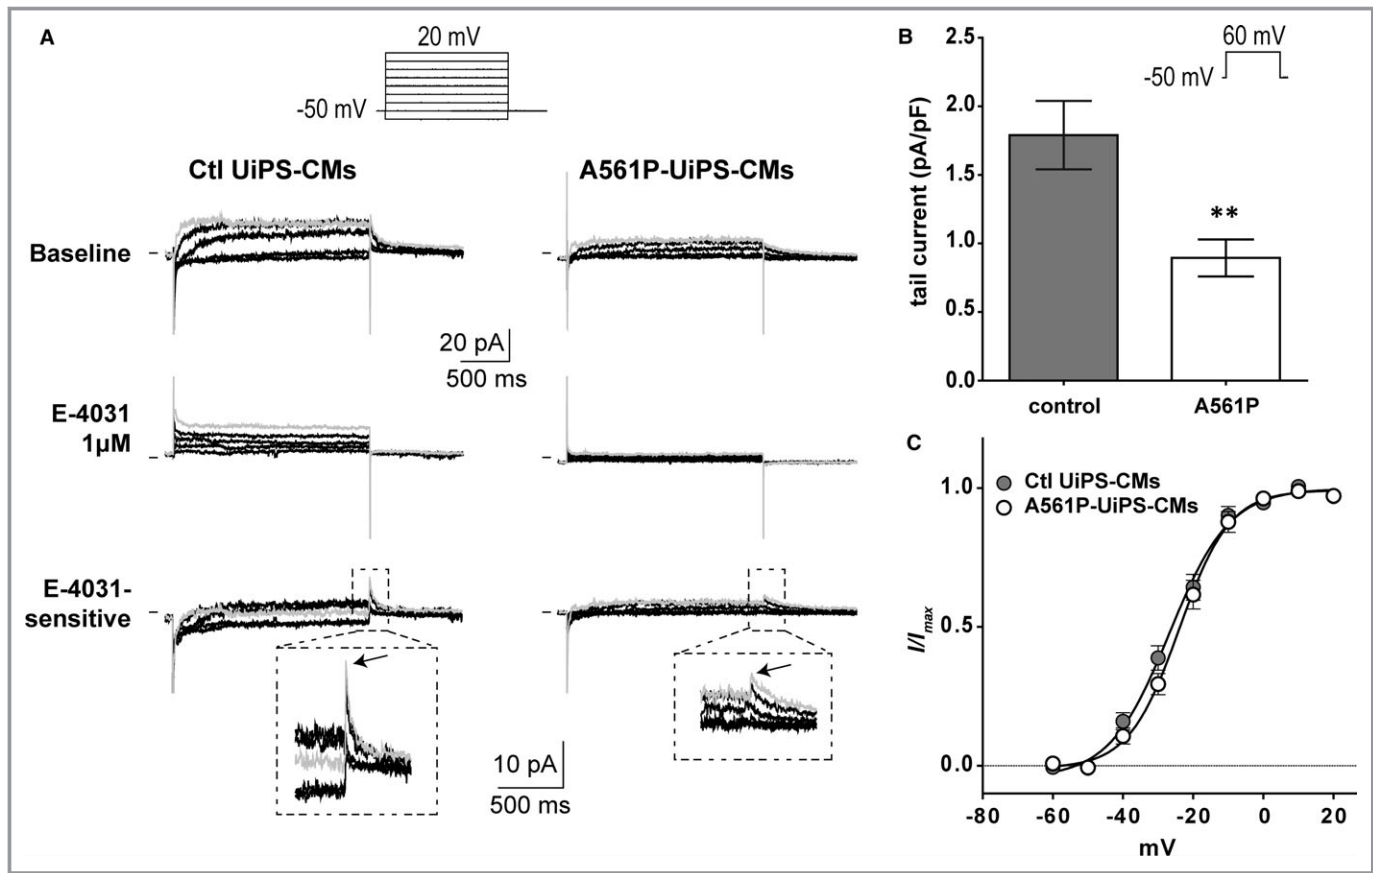 A
20 mV
-50 mV
Ctl UiPS-CMs
A561P-UiPS-CMs
Baseline
20 pA
500 ms
E-4031
1µM
E-4031-
sensitive
10 pA
500 ms
B
2.5
2.0
1.5
1.0
0.5
0.0
tail current (pA/pF)
60 mV
-50 mV
**
control
A561P
C
Ctl UiPS-CMs
A561P-UiPS-CMs
1.0
0.5
0.0
I/Imax
-80
-60
-40
-20
0
20
mV